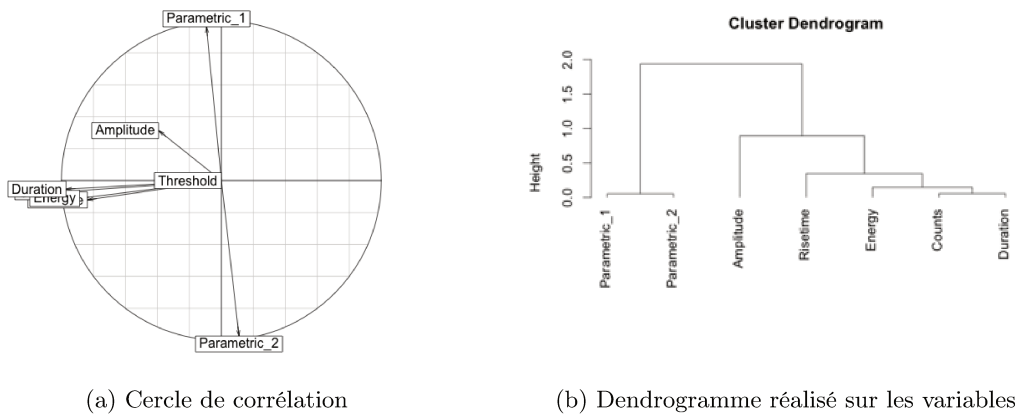 Parametric_1
Amplitude
Threshold
Duration
Energy
Parametric_2
(a) Cercle de corrélation
Cluster Dendrogram
Height
0.0 0.5 1.0 1.5 2.0
Parametric_1
Parametric_2
Amplitude
Risetime
Energy
Counts
Duration
(b) Dendrogramme réalisé sur les variables